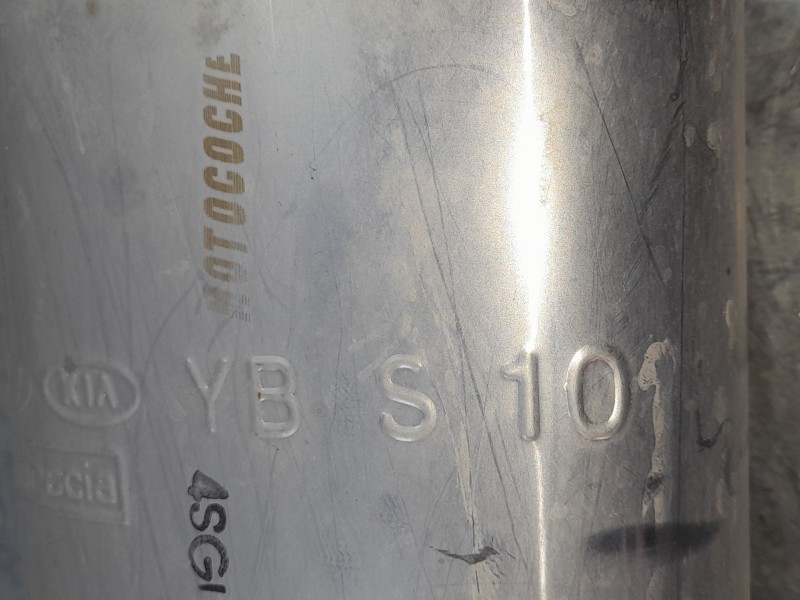 MOTOCOCHE
KIA YB S 10
ecia
4SG